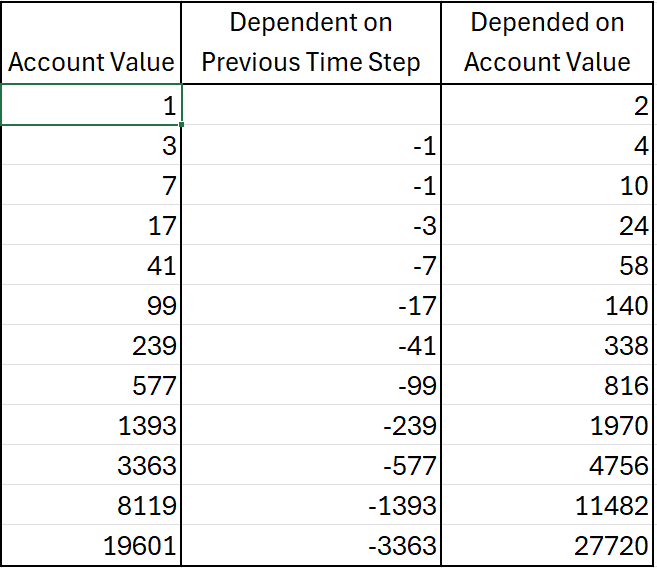 Account Value Dependent on Previous Time Step Depended on Account Value
1 2
3 -1 4
7 -1 10
17 -3 24
41 -7 58
99 -17 140
239 -41 338
577 -99 816
1393 -239 1970
3363 -577 4756
8119 -1393 11482
19601 -3363 27720